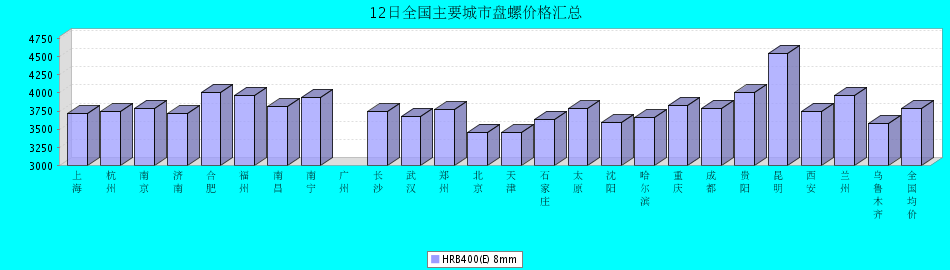 12日全国主要城市盘螺价格汇总
4750
4500
4250
4000
3750
3500
3250
3000
上海
杭州
南京
济南
合肥
福州
南昌
南宁
广州
长沙
武汉
郑州
北京
天津
石家庄
太原
沈阳
哈尔滨
重庆
成都
贵阳
昆明
西安
兰州
乌鲁木齐
全国均价
HRB400(E) 8mm